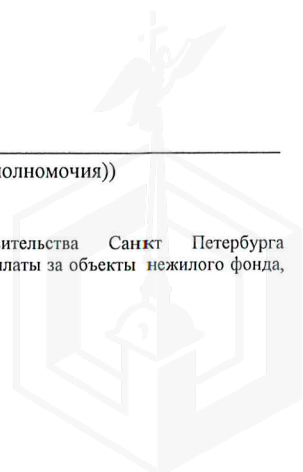 полномочия))
ительства Санкт Петербурга
платы за объекты нежилого фонда,